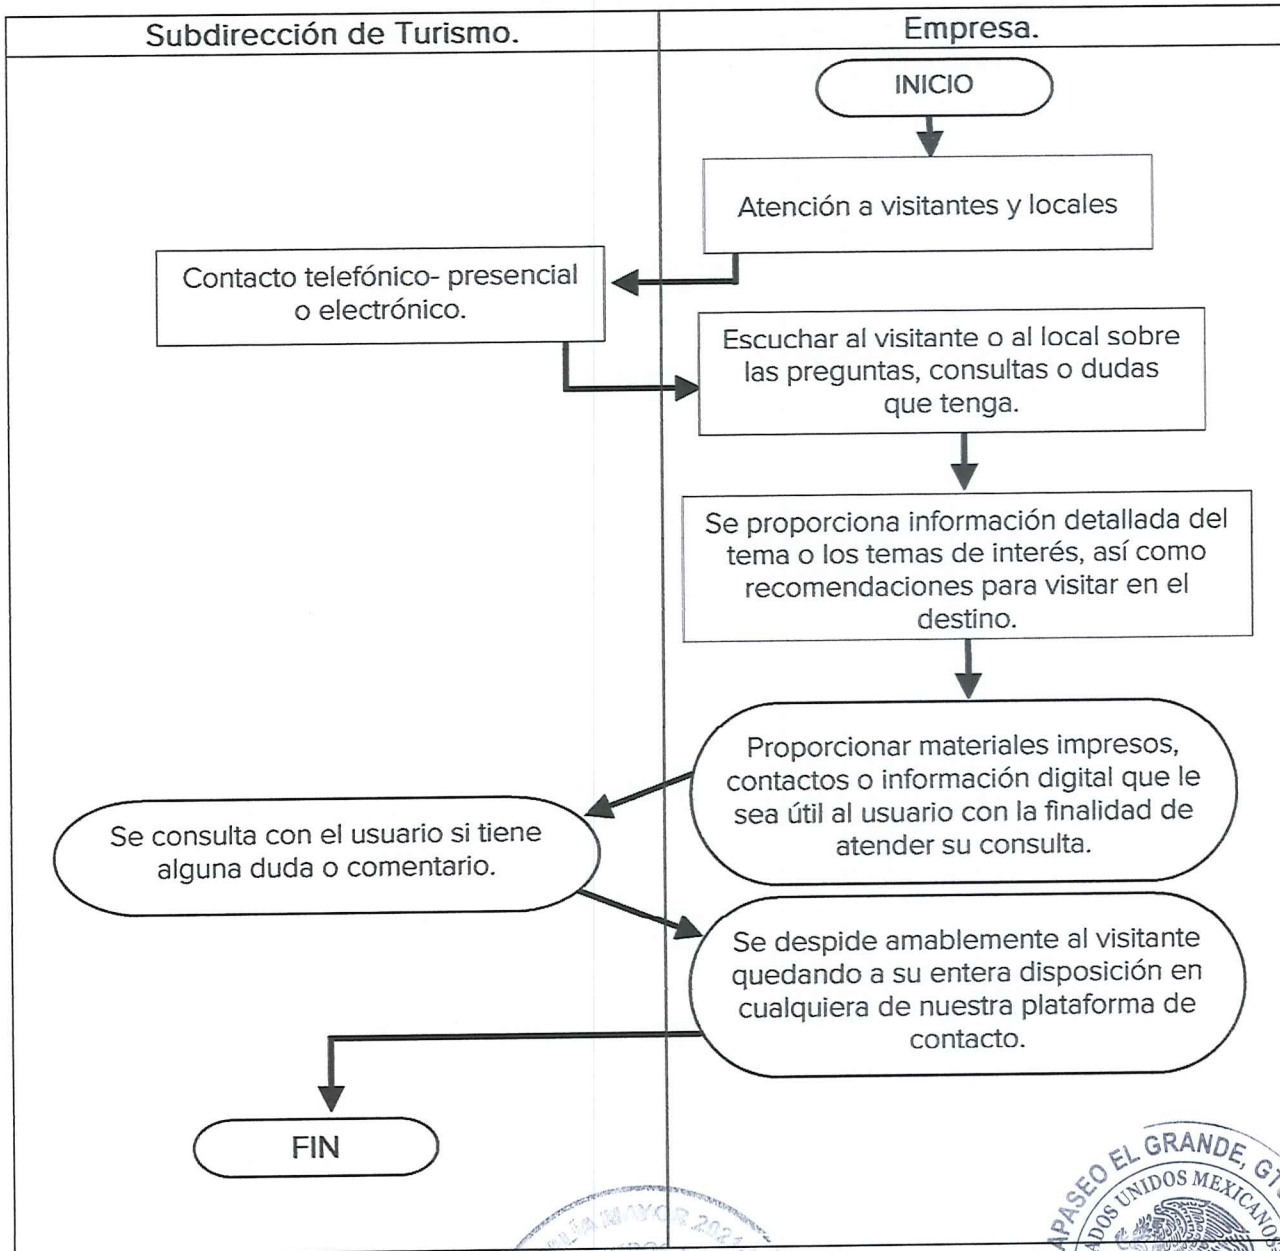 Subdirección de Turismo.
Empresa.
INICIO
Atención a visitantes y locales
Contacto telefónico- presencial
o electrónico.
Escuchar al visitante o al local sobre
las preguntas, consultas o dudas
que tenga.
Se proporciona información detallada del
tema o los temas de interés, así como
recomendaciones para visitar en el
destino.
Proporcionar materiales impresos,
contactos o información digital que le
sea útil al usuario con la finalidad de
atender su consulta.
Se consulta con el usuario si tiene
alguna duda o comentario.
Se despide amablemente al visitante
quedando a su entera disposición en
cualquiera de nuestra plataforma de
contacto.
FIN
APASEO EL GRANDE, GTO
UNIDOS MEXICANOS
MAYOR